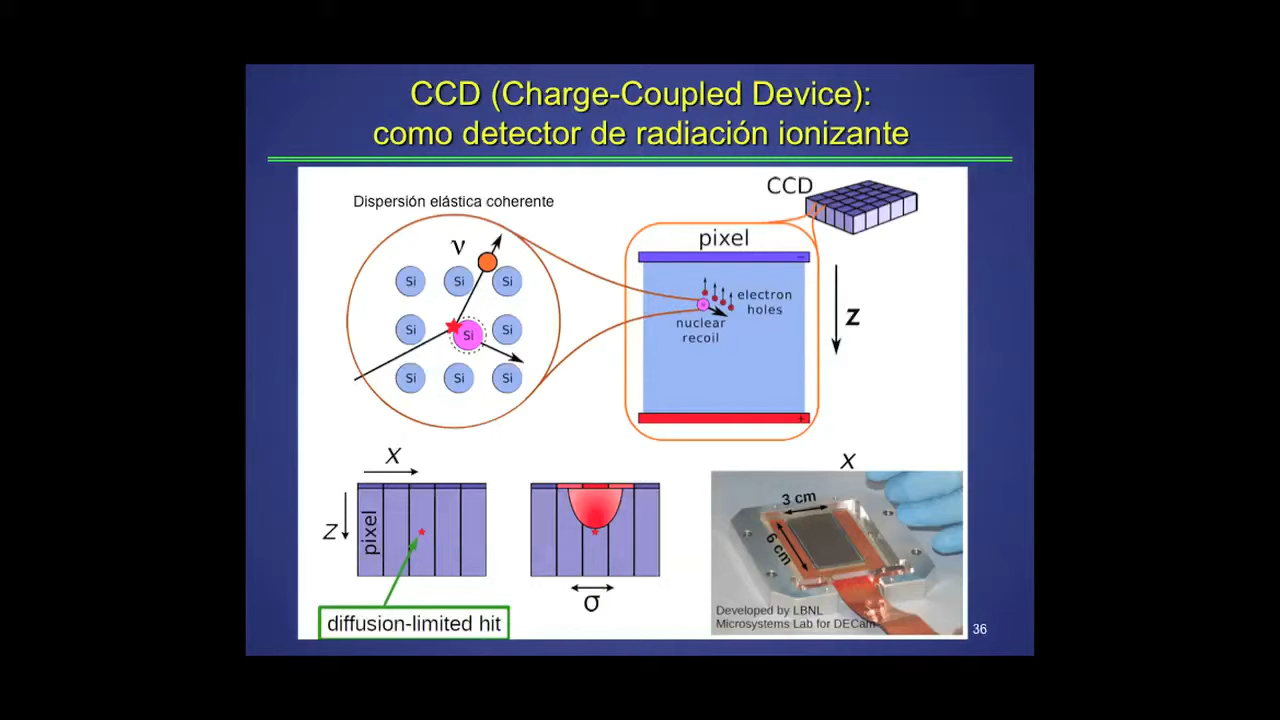 CCD (Charge-Coupled Device):
como detector de radiación ionizante
Dispersión elástica coherente
ν
Si
Si
Si
Si
Si
Si
Si
Si
Si
CCD
pixel
−
electron
holes
nuclear
recoil
+
Z
X
Z
pixel
diffusion-limited hit
σ
X
3 cm
6 cm
Developed by LBNL
Microsystems Lab for DECam
36